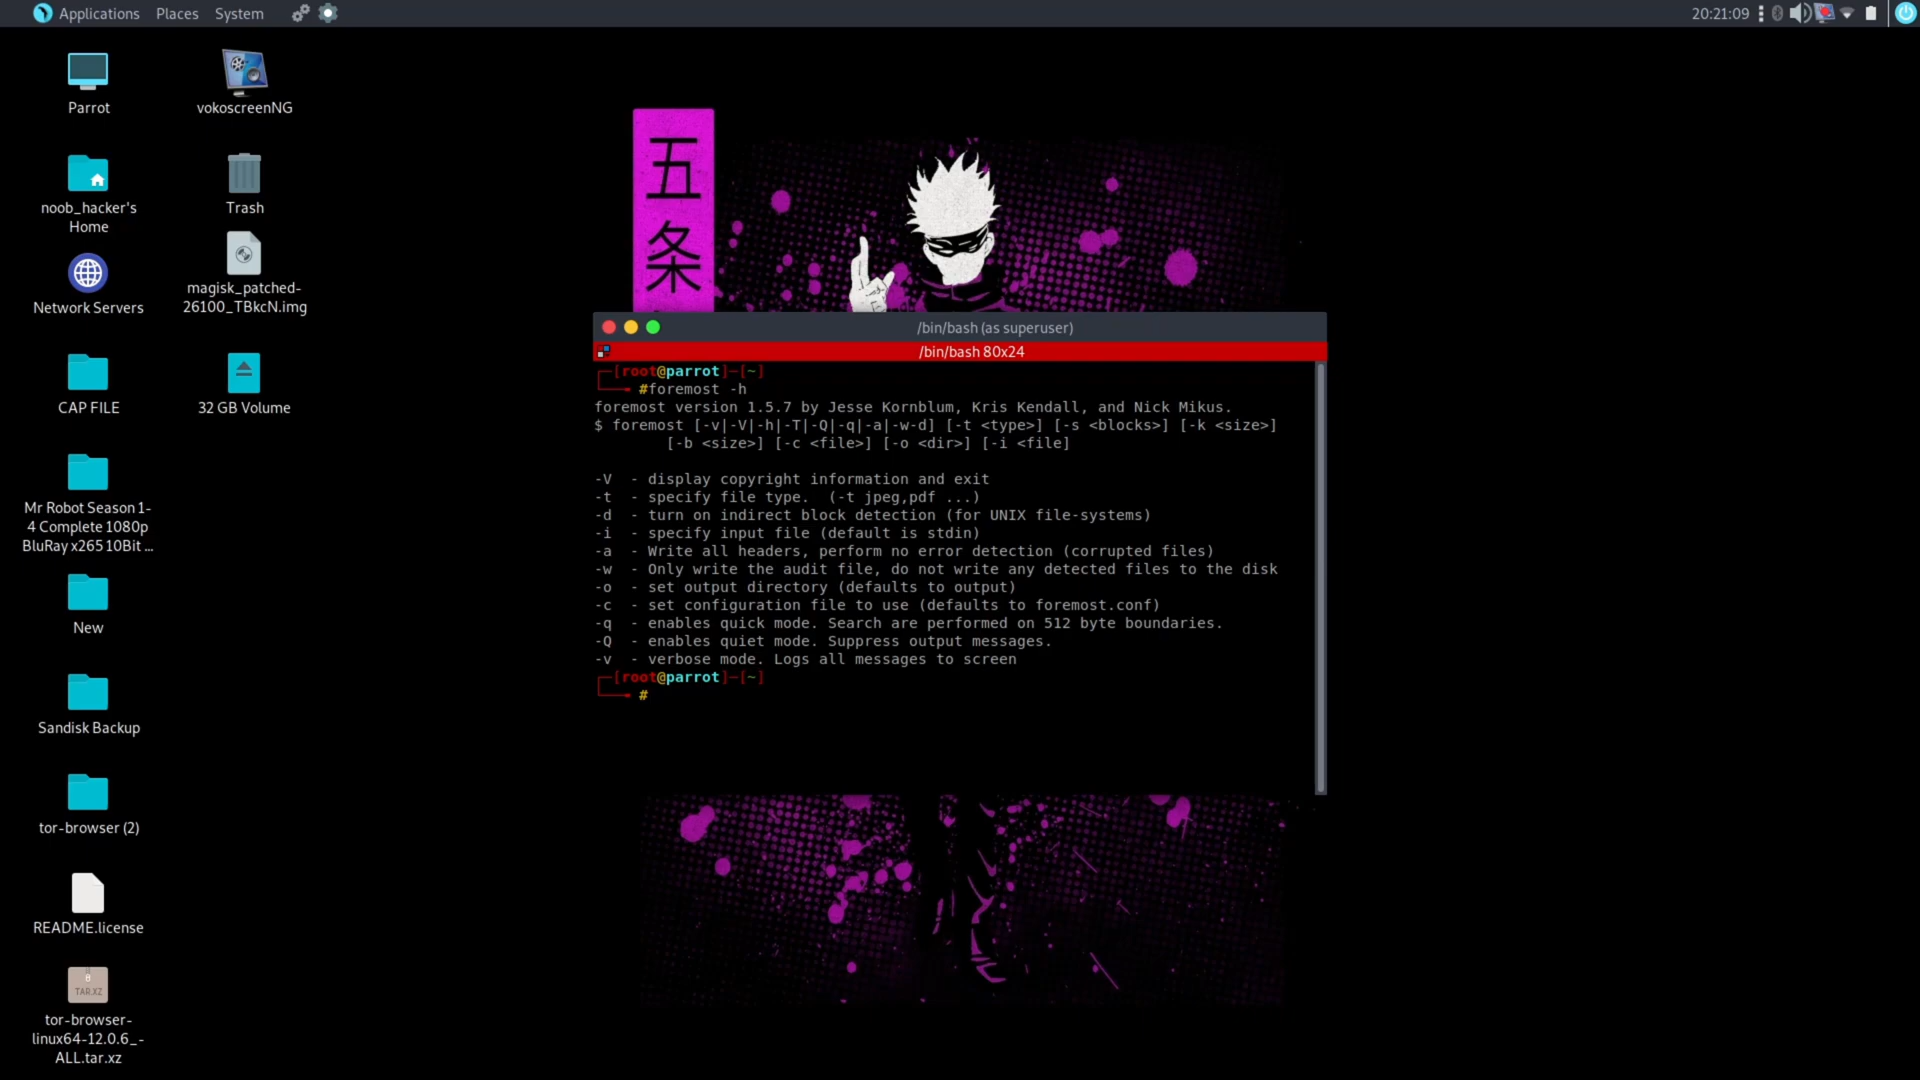 Applications Places System
20:21:09
Parrot
vokoscreenNG
noob_hacker's
Home
Trash
Network Servers
magisk_patched-
26100_TBkcN.img
CAP FILE
32 GB Volume
Mr Robot Season 1-
4 Complete 1080p
BluRay x265 10Bit ...
New
Sandisk Backup
tor-browser (2)
README.license
TAR.XZ
tor-browser-
linux64-12.0.6_-
ALL.tar.xz
五
条
/bin/bash (as superuser)
/bin/bash 80x24
┌─[root@parrot]─[~]
└──╼ #foremost -h
foremost version 1.5.7 by Jesse Kornblum, Kris Kendall, and Nick Mikus.
$ foremost [-v|-V|-h|-T|-Q|-q|-a|-w-d] [-t <type>] [-s <blocks>] [-k <size>]
[-b <size>] [-c <file>] [-o <dir>] [-i <file]
-V - display copyright information and exit
-t - specify file type. (-t jpeg,pdf ...)
-d - turn on indirect block detection (for UNIX file-systems)
-i - specify input file (default is stdin)
-a - Write all headers, perform no error detection (corrupted files)
-w - Only write the audit file, do not write any detected files to the disk
-o - set output directory (defaults to output)
-c - set configuration file to use (defaults to foremost.conf)
-q - enables quick mode. Search are performed on 512 byte boundaries.
-Q - enables quiet mode. Suppress output messages.
-v - verbose mode. Logs all messages to screen
┌─[root@parrot]─[~]
└──╼ #